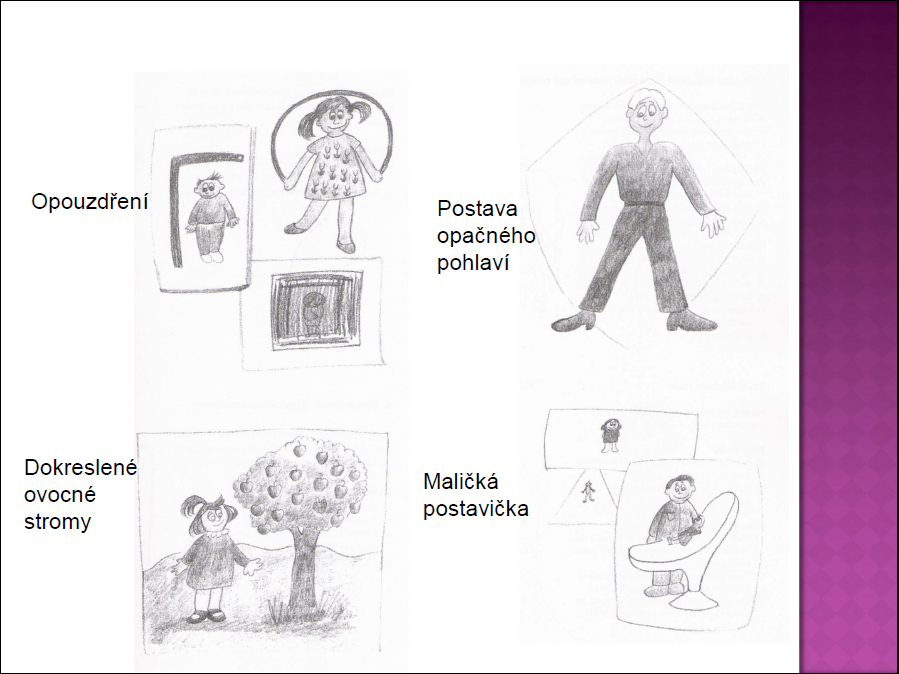 Opouzdření
Postava
opačného
pohlaví
Dokreslené
ovocné
stromy
Maličká
postavička